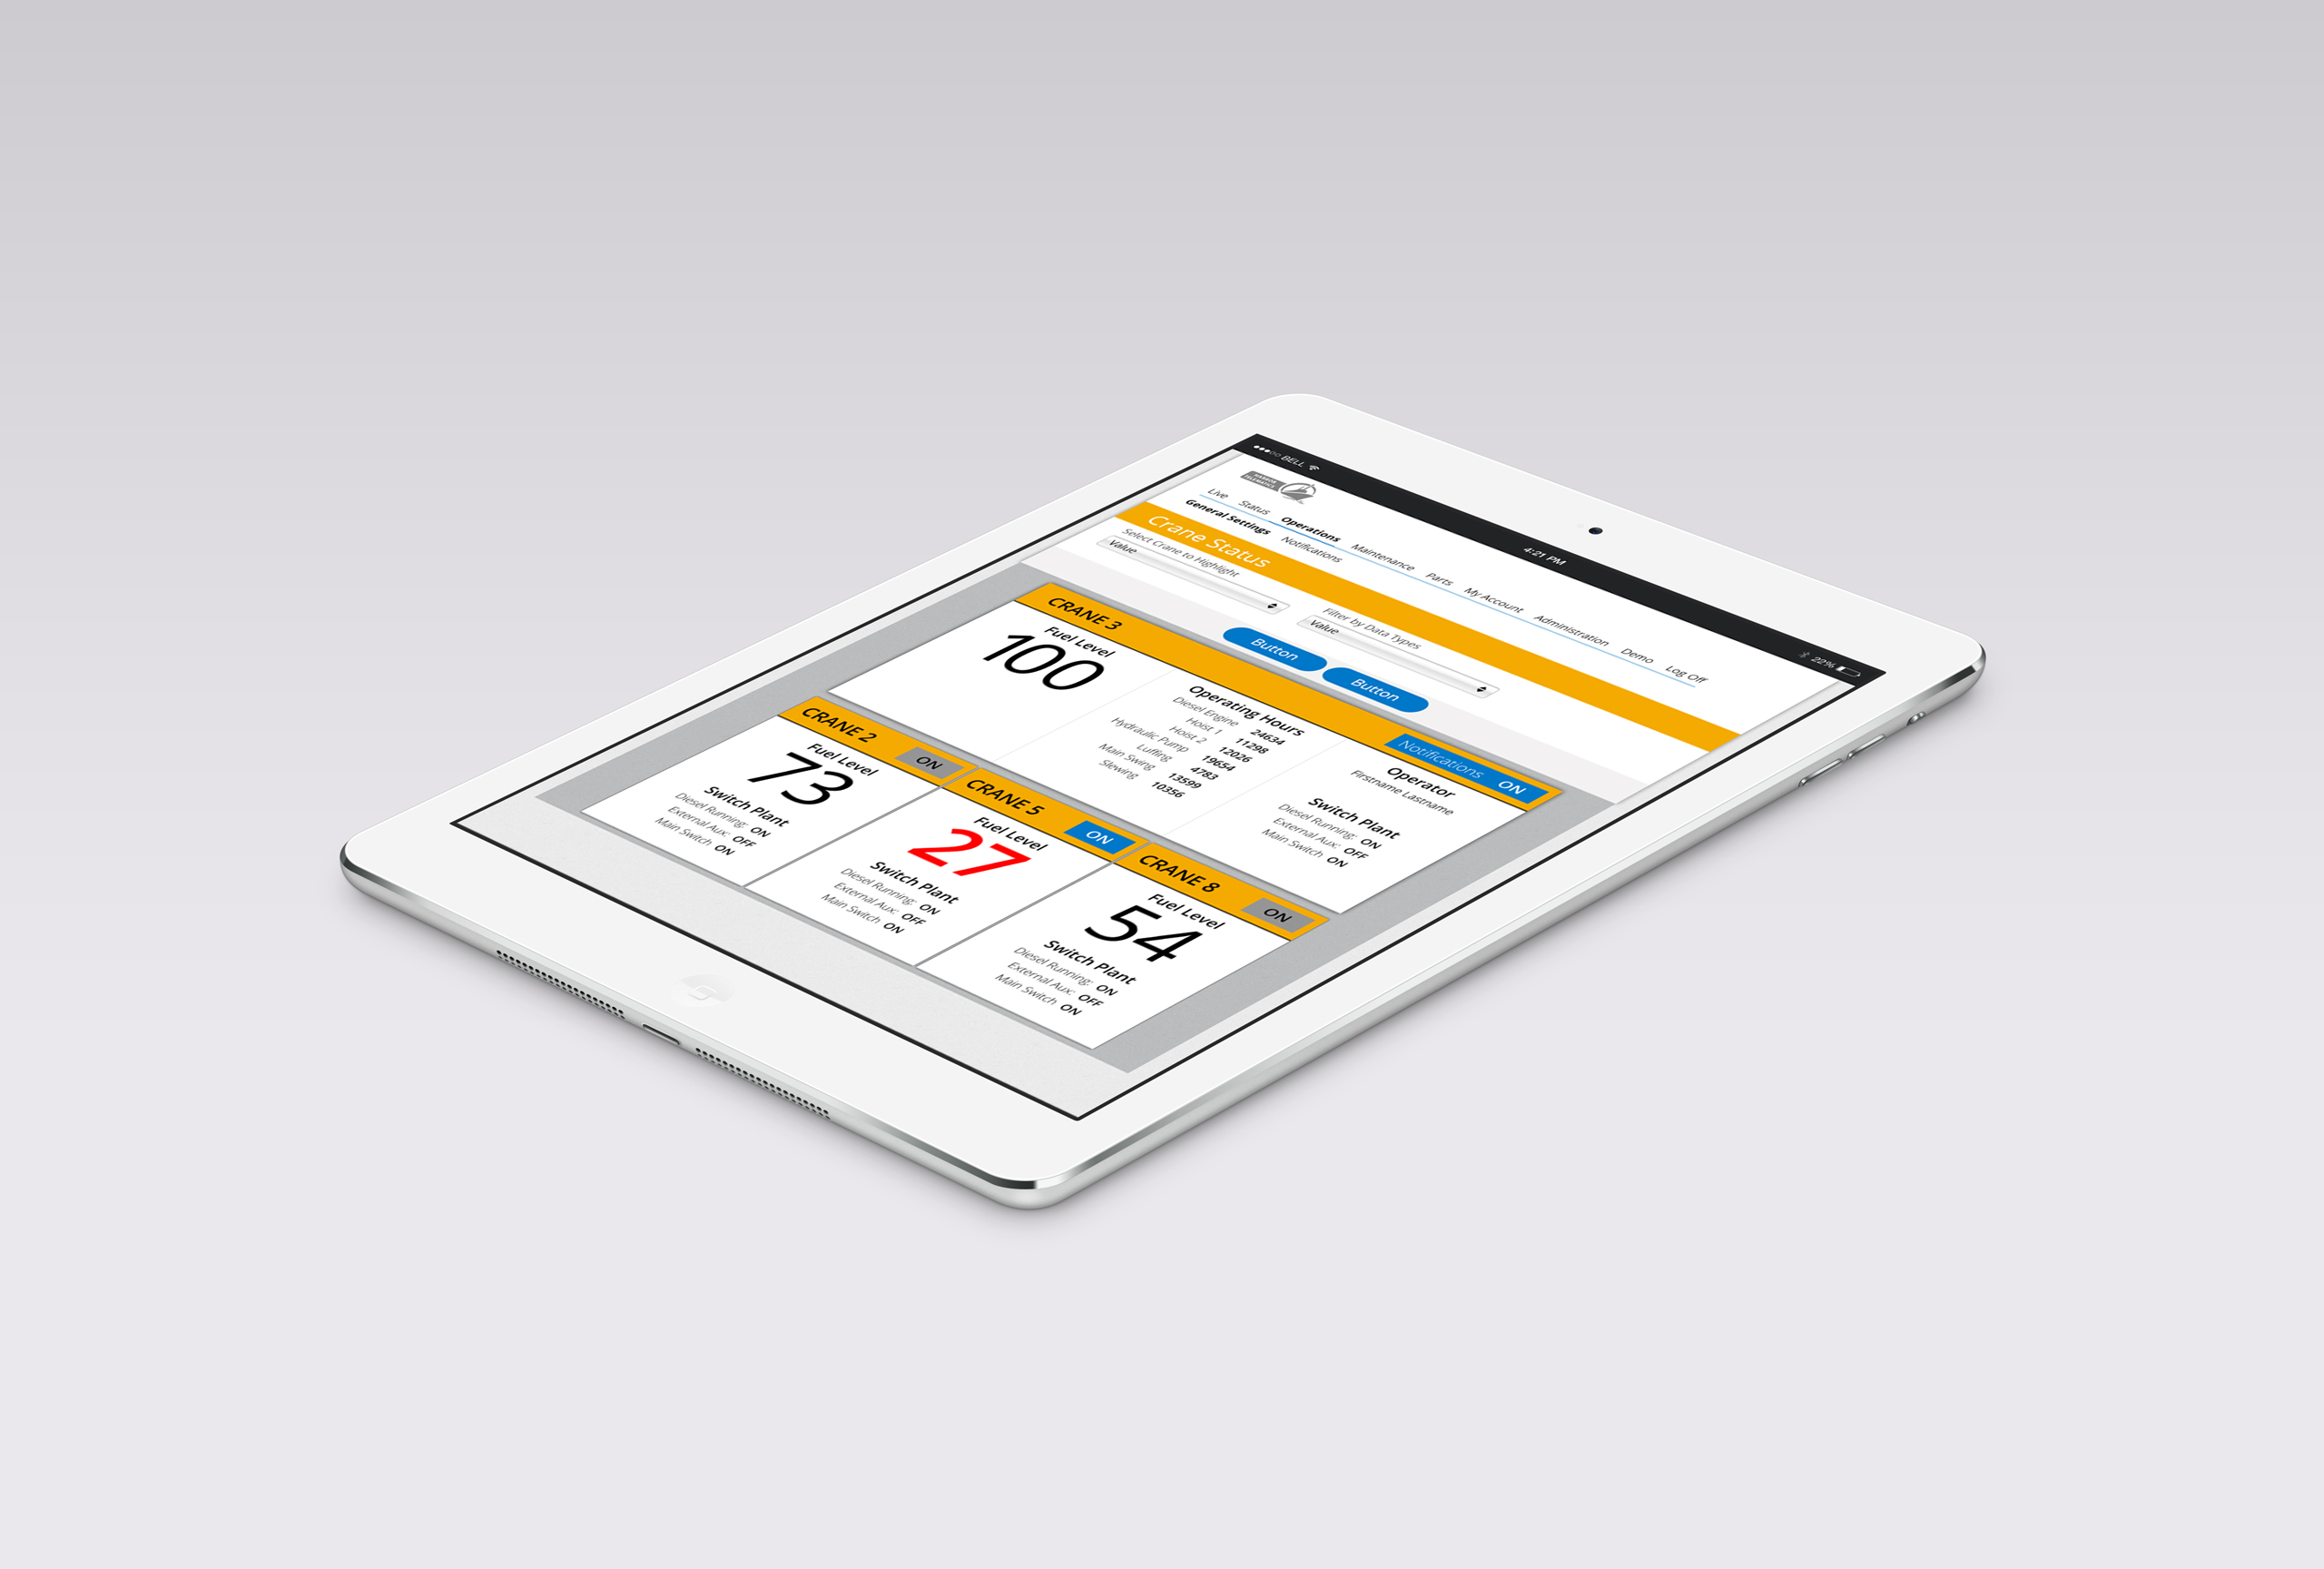 BELL 4:21 PM 22%
Live Status Operations Maintenance Parts My Account Administration Demo Log Off
General Settings Notifications
Crane Status
Select Crane to Highlight Filter by Data Types
Value Value
Button Button
CRANE 3 Notifications ON
Fuel Level
100
Operating Hours
Diesel Engine 24634
Hoist 1 11298
Hoist 2 12026
Hydraulic Pump 19654
Luffing 4783
Main Swing 13599
Slewing 10356
Operator
Firstname Lastname
Switch Plant
Diesel Running: ON
External Aux: OFF
Main Switch ON
CRANE 2 ON
Fuel Level
73
Switch Plant
Diesel Running: ON
External Aux: OFF
Main Switch ON
CRANE 5 ON
Fuel Level
27
Switch Plant
Diesel Running: ON
External Aux: OFF
Main Switch ON
CRANE 8 ON
Fuel Level
54
Switch Plant
Diesel Running: ON
External Aux: OFF
Main Switch ON